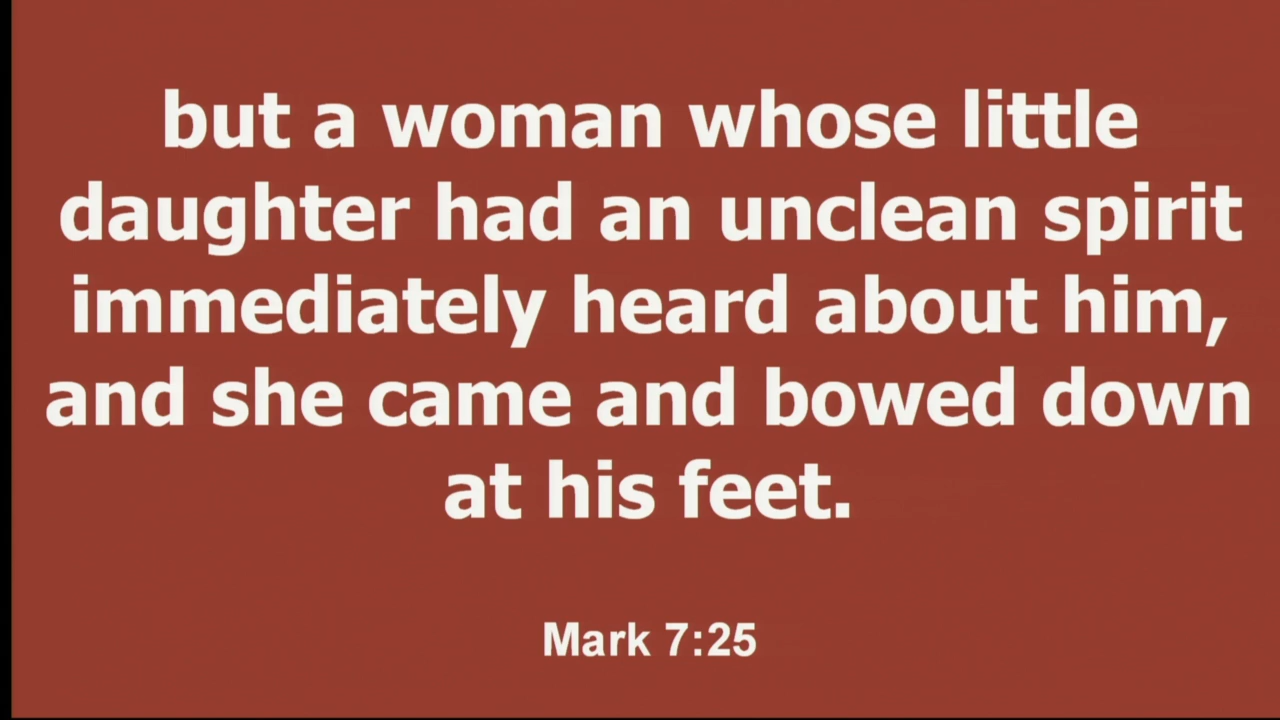 but a woman whose little
daughter had an unclean spirit
immediately heard about him,
and she came and bowed down
at his feet.
Mark 7:25